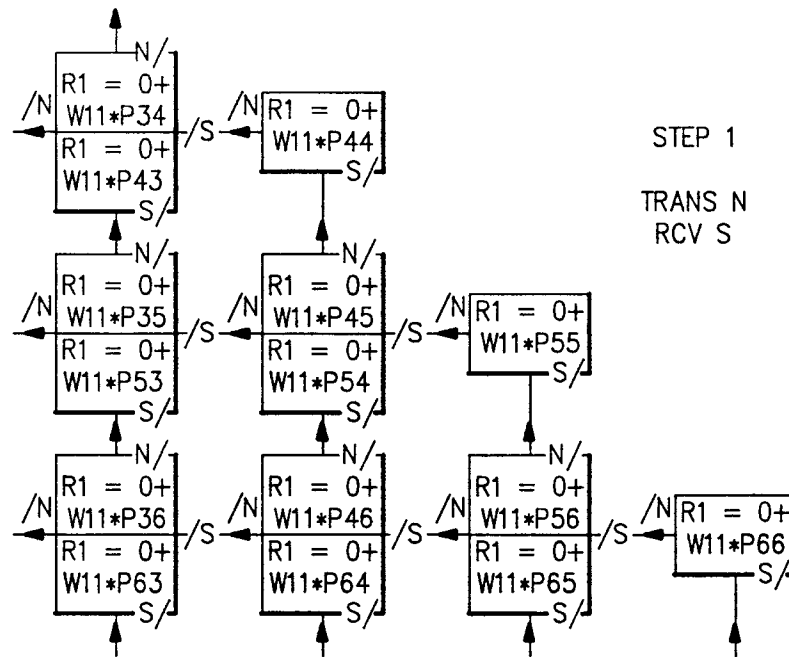 N/
R1 = 0+
/N
W11*P34
/S
R1 = 0+
W11*P43
S/
/N
R1 = 0+
W11*P44
S/
STEP 1
TRANS N
RCV S
N/
R1 = 0+
/N
W11*P35
/S
R1 = 0+
W11*P53
S/
N/
R1 = 0+
/N
W11*P45
/S
R1 = 0+
W11*P54
S/
/N
R1 = 0+
W11*P55
S/
N/
R1 = 0+
/N
W11*P36
/S
R1 = 0+
W11*P63
S/
N/
R1 = 0+
/N
W11*P46
/S
R1 = 0+
W11*P64
S/
N/
R1 = 0+
/N
W11*P56
/S
R1 = 0+
W11*P65
S/
/N
R1 = 0+
W11*P66
S/